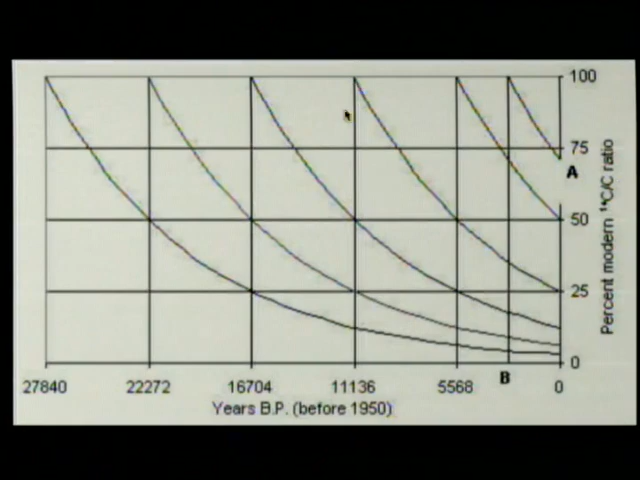 100
75
A
50
25
0
Percent modern ¹⁴C/C ratio
27840 22272 16704 11136 5568 B 0
Years B.P. (before 1950)